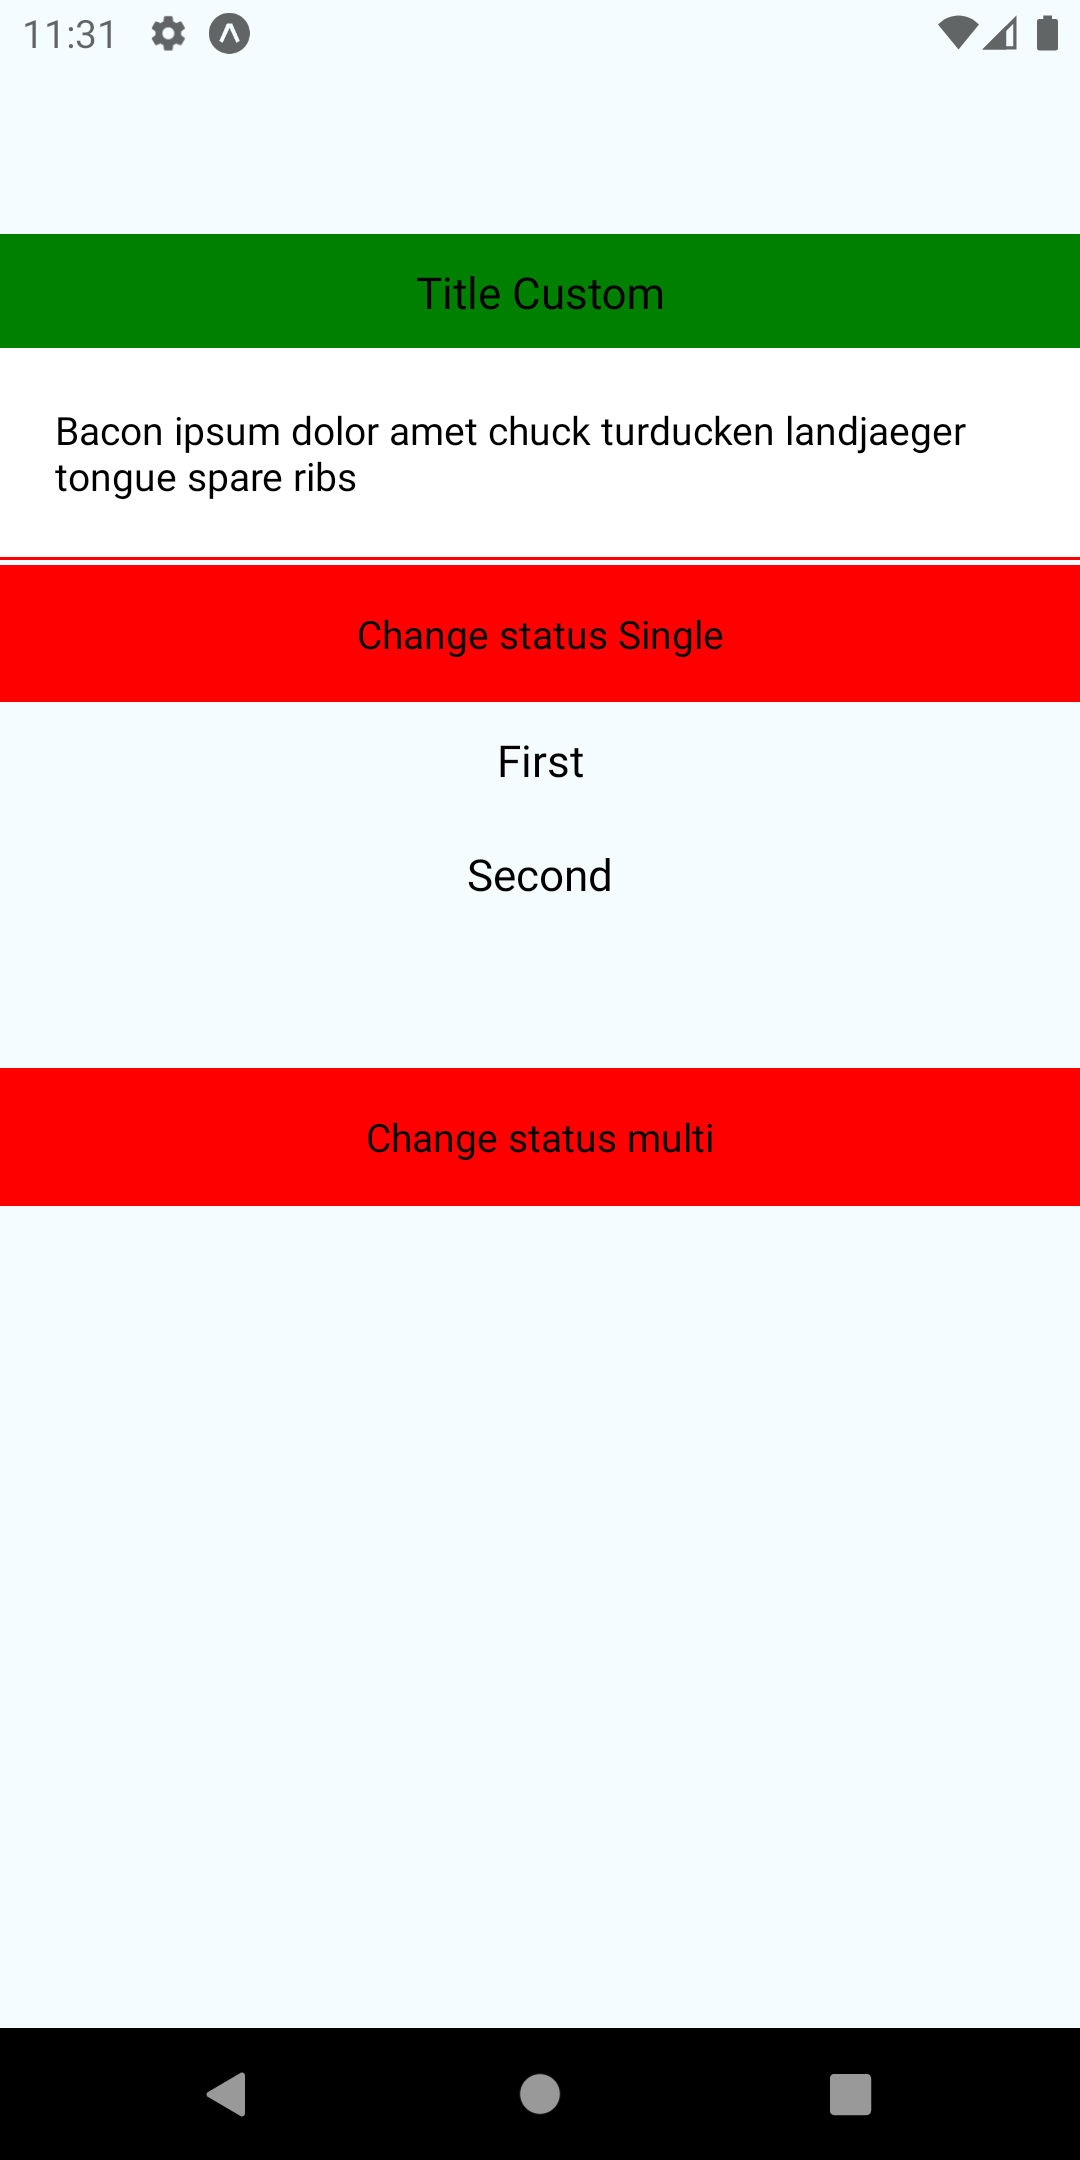 11:31
Title Custom
Bacon ipsum dolor amet chuck turducken landjaeger
tongue spare ribs
Change status Single
First
Second
Change status multi